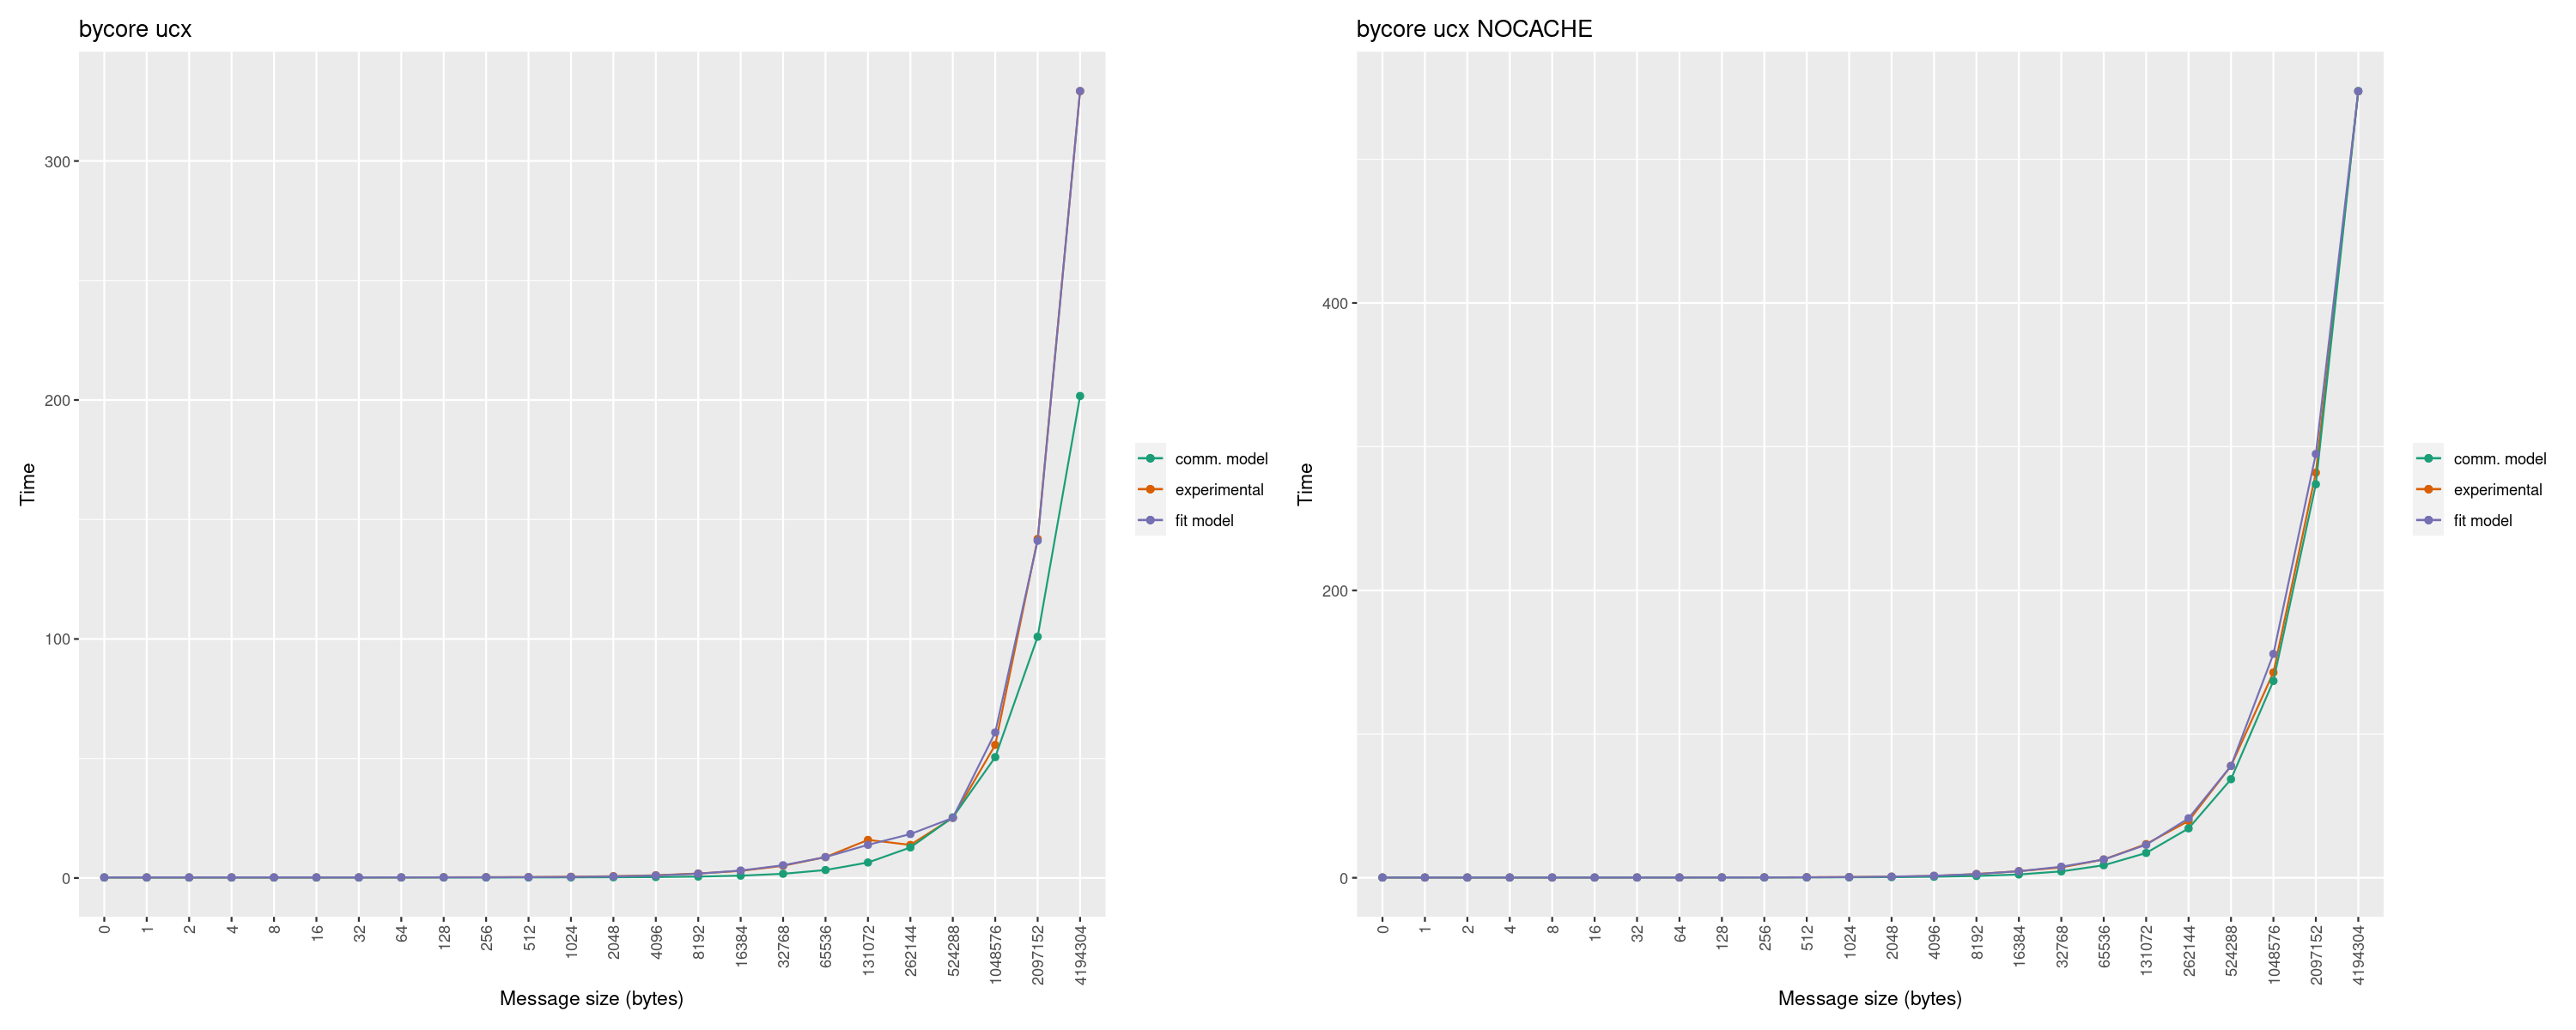 bycore ucx
300
200
100
0
Time
0 1 2 4 8 16 32 64 128 256 512 1024 2048 4096 8192 16384 32768 65536 131072 262144 524288 1048576 2097152 4194304
Message size (bytes)
comm. model
experimental
fit model
bycore ucx NOCACHE
400
200
0
Time
0 1 2 4 8 16 32 64 128 256 512 1024 2048 4096 8192 16384 32768 65536 131072 262144 524288 1048576 2097152 4194304
Message size (bytes)
comm. model
experimental
fit model